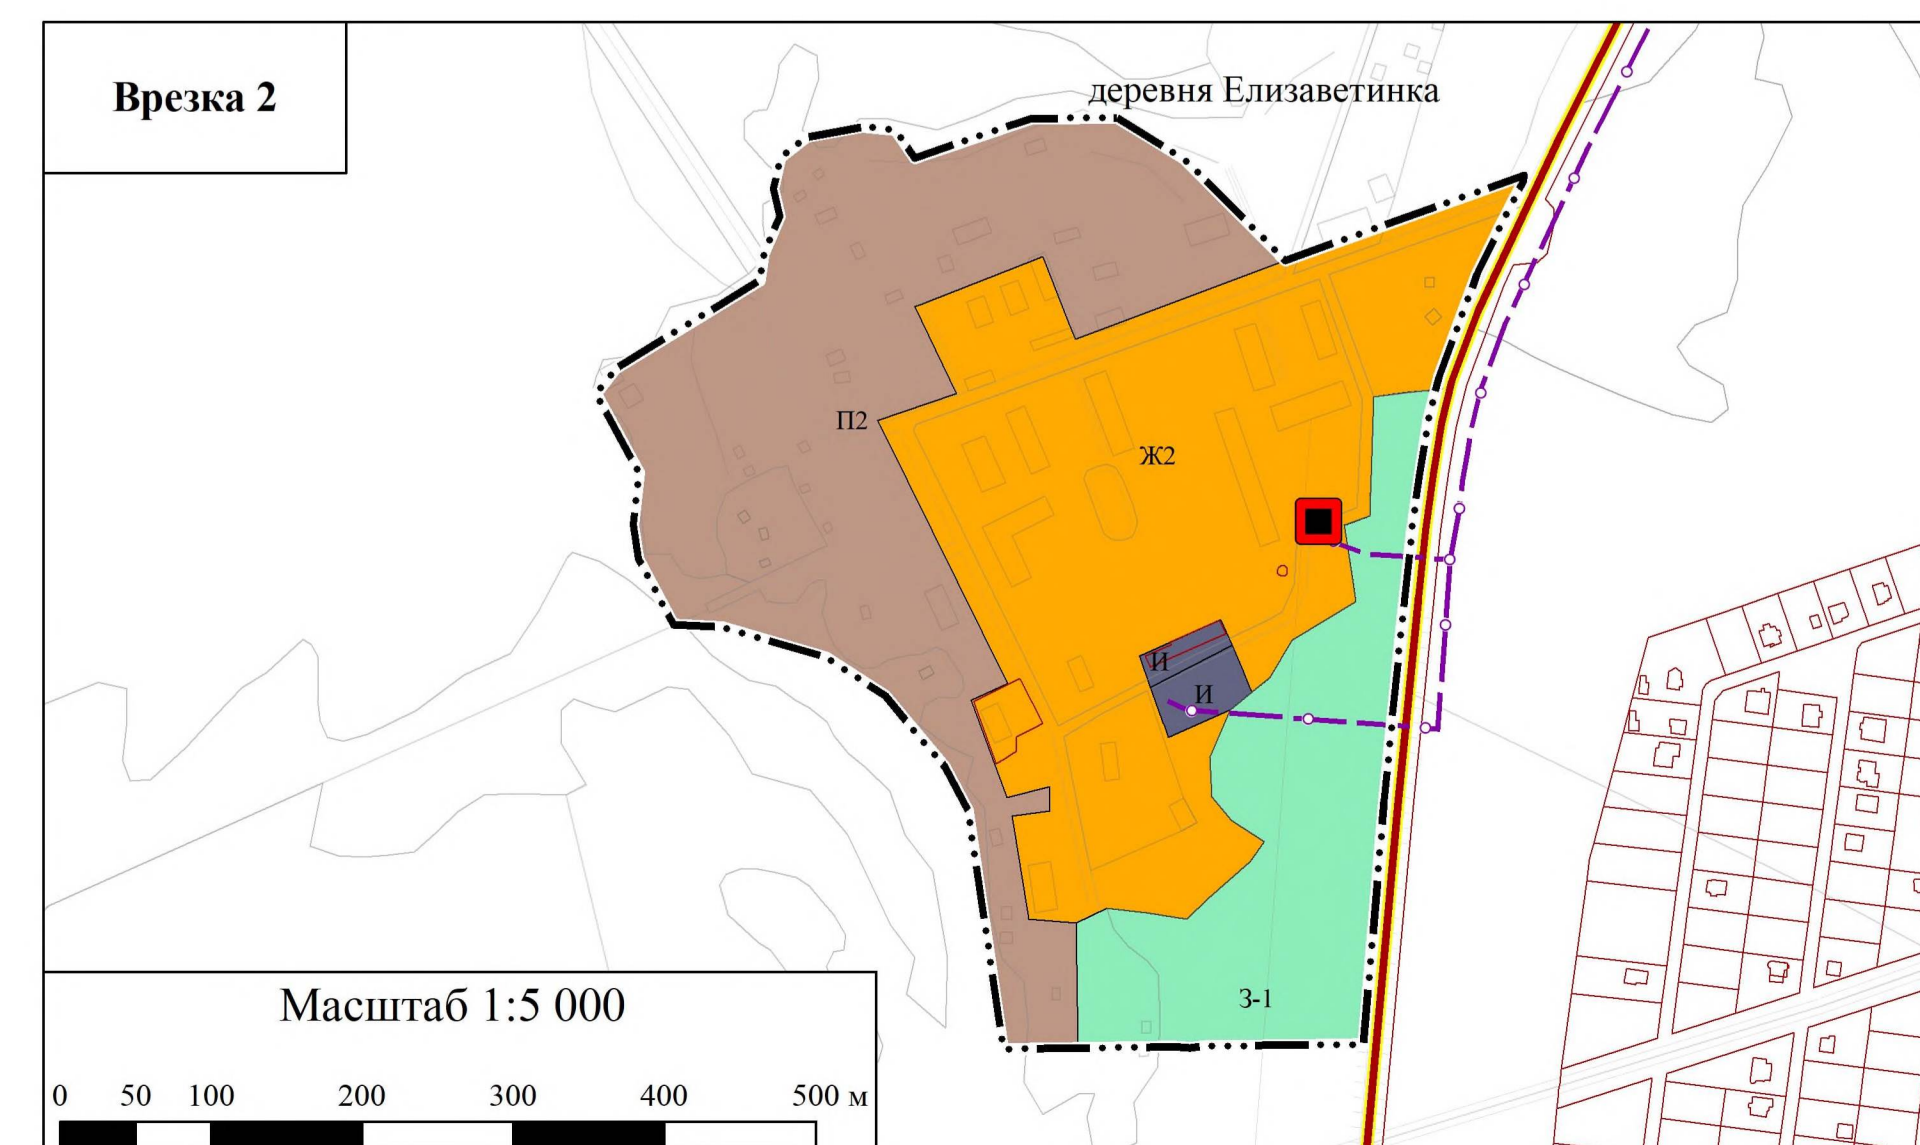 Врезка 2
деревня Елизаветинка
П2
Ж2
И
И
З-1
Масштаб 1:5 000
0 50 100 200 300 400 500 м